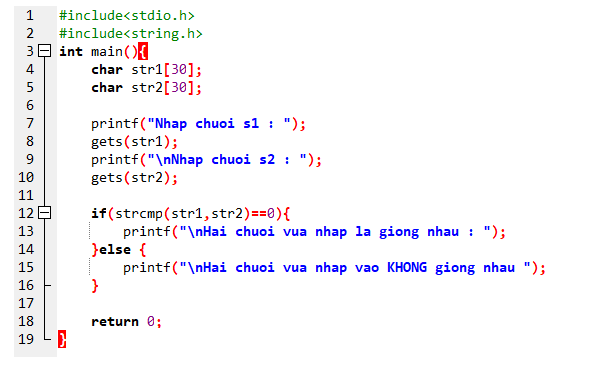 1 #include<stdio.h>
2 #include<string.h>
3 int main(){
4 char str1[30];
5 char str2[30];
6
7 printf("Nhap chuoi s1 : ");
8 gets(str1);
9 printf("\nNhap chuoi s2 : ");
10 gets(str2);
11
12 if(strcmp(str1,str2)==0){
13 printf("\nHai chuoi vua nhap la giong nhau : ");
14 }else {
15 printf("\nHai chuoi vua nhap vao KHONG giong nhau ");
16 }
17
18 return 0;
19 }